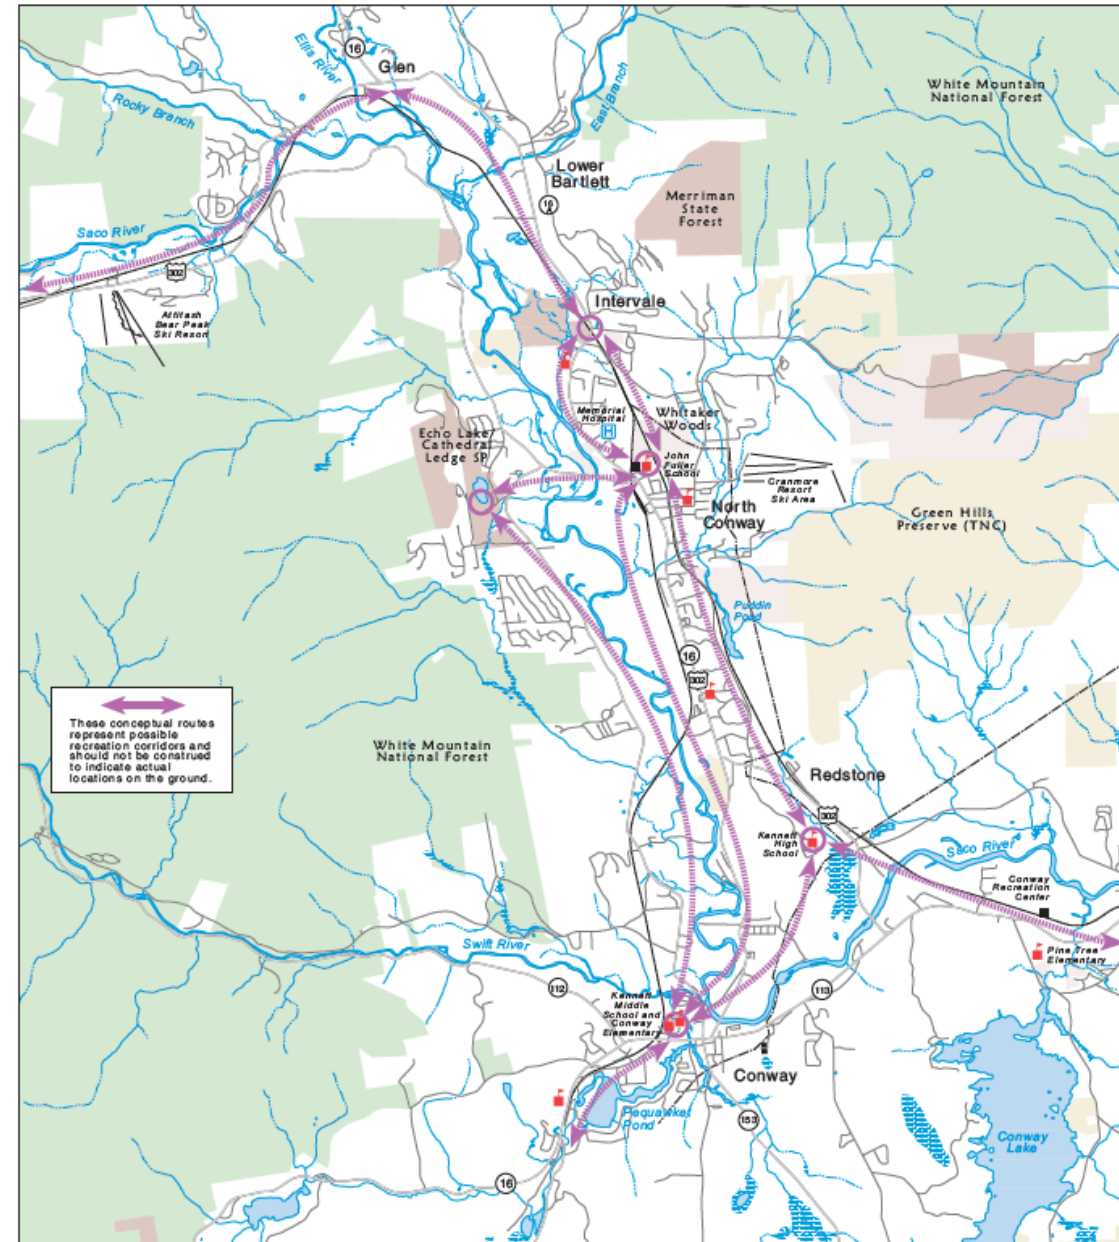 16
Glen
Ellis River
East Branch
Rocky Branch
White Mountain
National Forest
Lower
Bartlett
Merriman
State
Forest
16
A
Saco River
302
Attitash
Bear Peak
Ski Resort
Intervale
Memorial
Hospital
H
Whitaker
Woods
Echo Lake/
Cathedral
Ledge SP
John
Fuller
School
Cranmore
Resort
Ski Area
North
Conway
Green Hills
Preserve (TNC)
Puddin
Pond
16
302
These conceptual routes
represent possible
recreation corridors and
should not be construed
to indicate actual
locations on the ground.
White Mountain
National Forest
Redstone
302
Kennett
High
School
Saco River
Conway
Recreation
Center
Swift River
Pine Tree
Elementary
112
113
Kennett
Middle
School and
Conway
Elementary
Conway
Pequawket
Pond
153
Conway
Lake
16